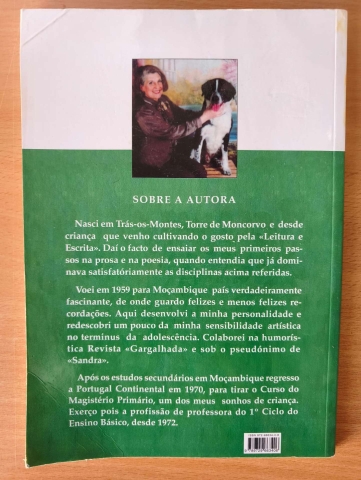 SOBRE A AUTORA
Nasci em Trás-os-Montes, Torre de Moncorvo e desde
criança que venho cultivando o gosto pela «Leitura e
Escrita». Daí o facto de ensaiar os meus primeiros pas-
sos na prosa e na poesia, quando entendia que já domi-
nava satisfatóriamente as disciplinas acima referidas.
Voei em 1959 para Moçambique país verdadeiramente
fascinante, de onde guardo felizes e menos felizes
recordações. Aqui desenvolvi a minha personalidade e
redescobri um pouco da minha sensibilidade artística
no terminus da adolescência. Colaborei na humorís-
tica Revista «Gargalhada» e sob o pseudónimo de
«Sandra».
Após os estudos secundários em Moçambique regresso
a Portugal Continental em 1970, para tirar o Curso do
Magistério Primário, um dos meus sonhos de criança.
Exerço pois a profissão de professora do 1º Ciclo do
Ensino Básico, desde 1972.